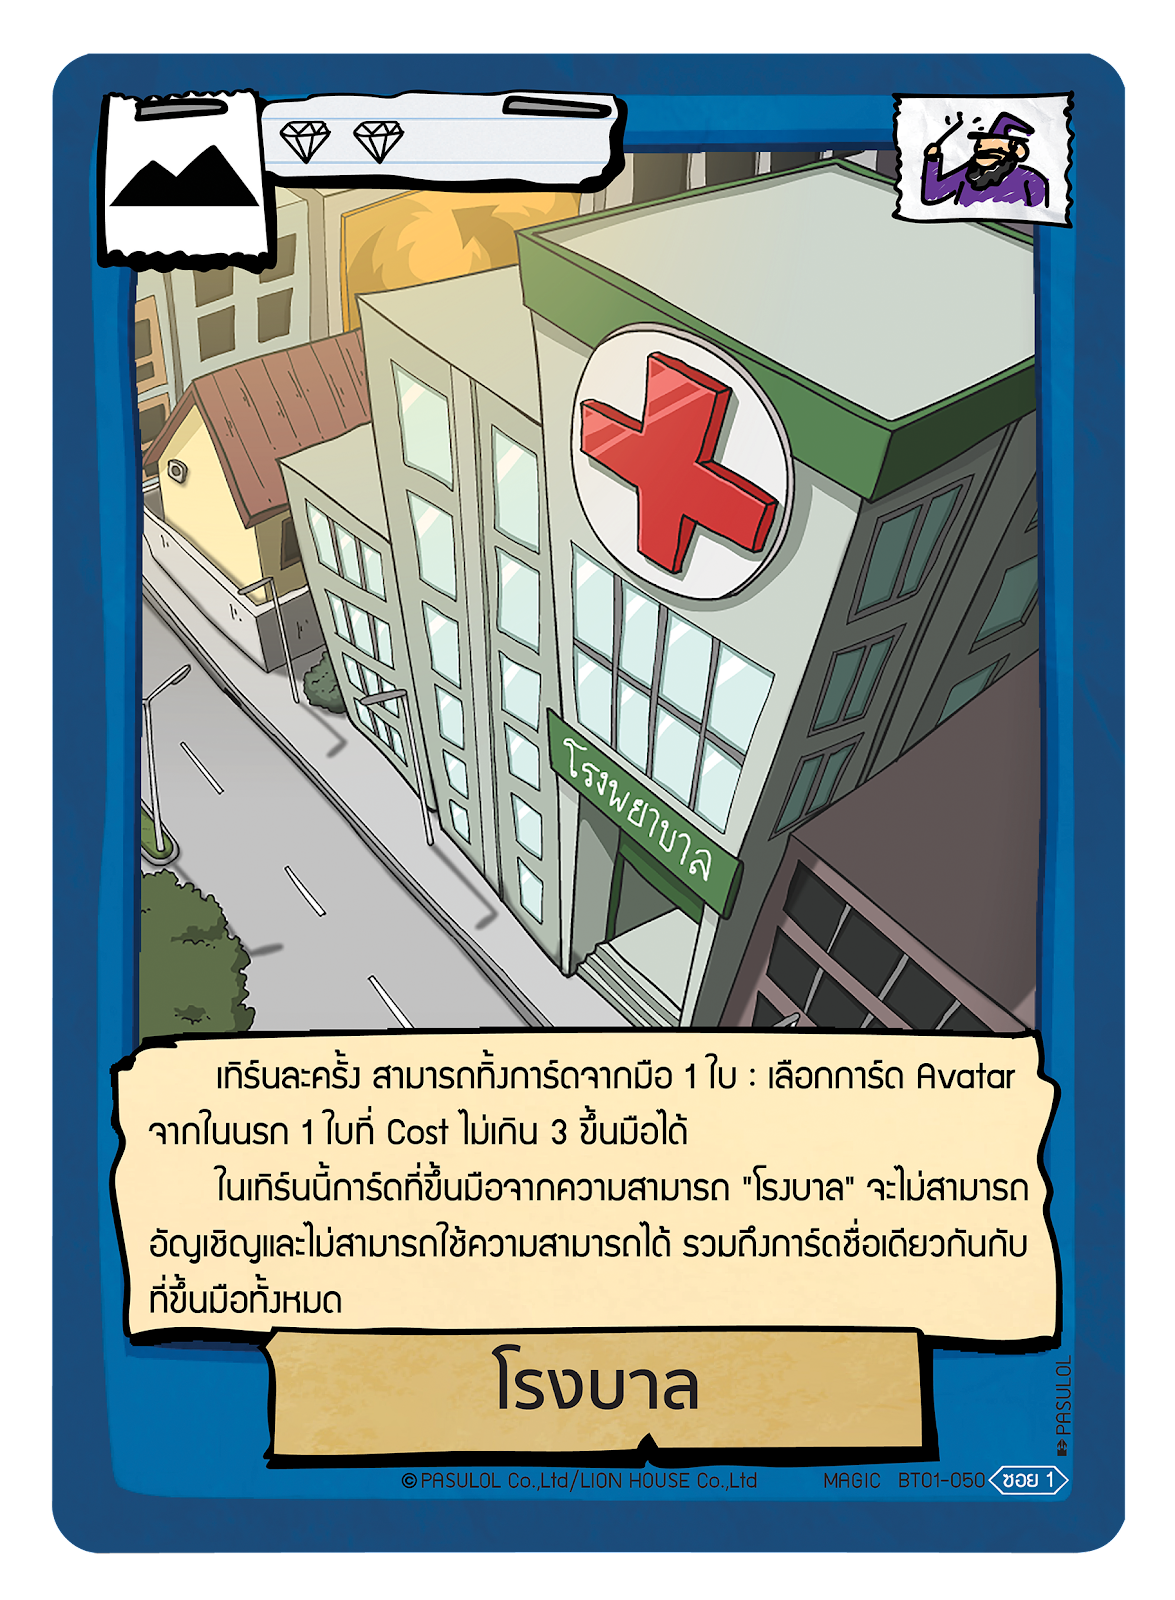 โรงพยาบาล
เทิร์นละครั้ง สามารถทิ้งการ์ดจากมือ 1 ใบ : เลือกการ์ด Avatar
จากในนรก 1 ใบที่ Cost ไม่เกิน 3 ขึ้นมือได้
ในเทิร์นนี้การ์ดที่ขึ้นมือจากความสามารถ "โรงบาล" จะไม่สามารถ
อัญเชิญและไม่สามารถใช้ความสามารถได้ รวมถึงการ์ดชื่อเดียวกันกับ
ที่ขึ้นมือทั้งหมด
โรงบาล
PASULOL
©PASULOL Co.,Ltd/LION HOUSE Co.,Ltd MAGIC BT01-050 ซอย 1